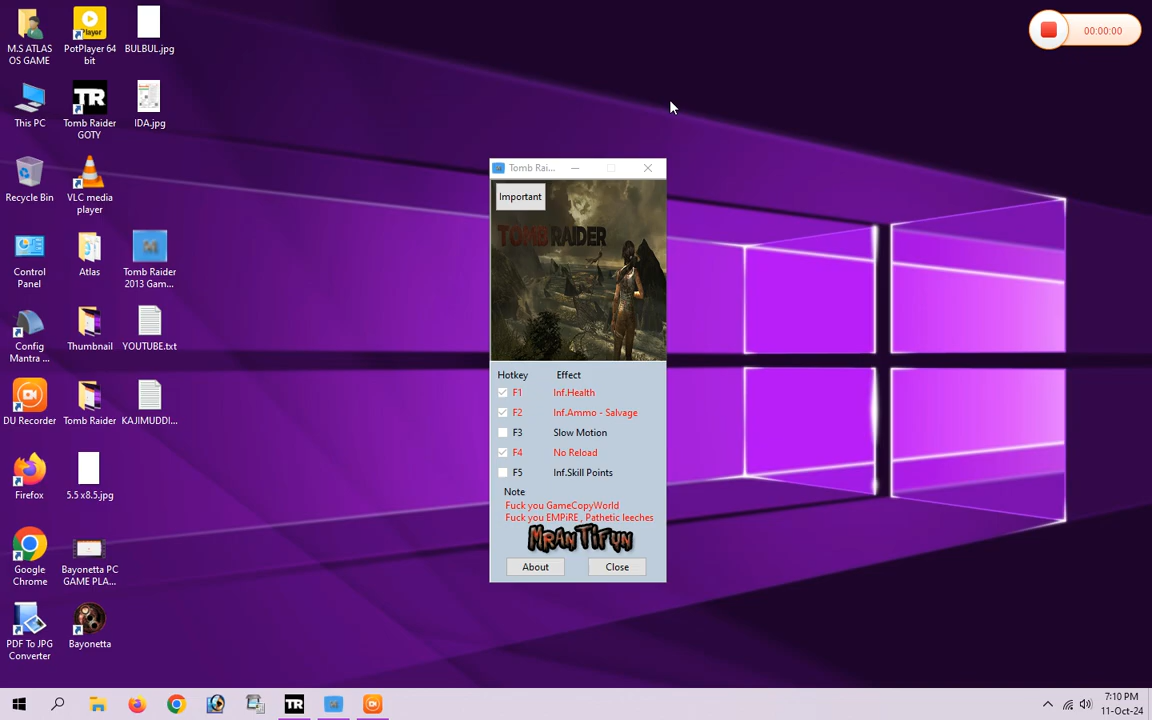 M.S ATLAS
OS GAME
PotPlayer 64
bit
BULBUL.jpg
This PC
TR
Tomb Raider
GOTY
IDA.jpg
Recycle Bin
VLC media
player
Control
Panel
Atlas
Tomb Raider
2013 Gam...
Config
Mantra ...
Thumbnail
YOUTUBE.txt
DU Recorder
Tomb Raider
KAJIMUDDI...
Firefox
5.5 x8.5.jpg
Google
Chrome
Bayonetta PC
GAME PLA...
PDF To JPG
Converter
Bayonetta
00:00:00
Tomb Rai...
Important
TOMB RAIDER
Hotkey Effect
F1 Inf.Health
F2 Inf.Ammo - Salvage
F3 Slow Motion
F4 No Reload
F5 Inf.Skill Points
Note
Fuck you GameCopyWorld
Fuck you EMPiRE , Pathetic leeches
MrAnTiFun
About Close
TR
7:10 PM
11-Oct-24